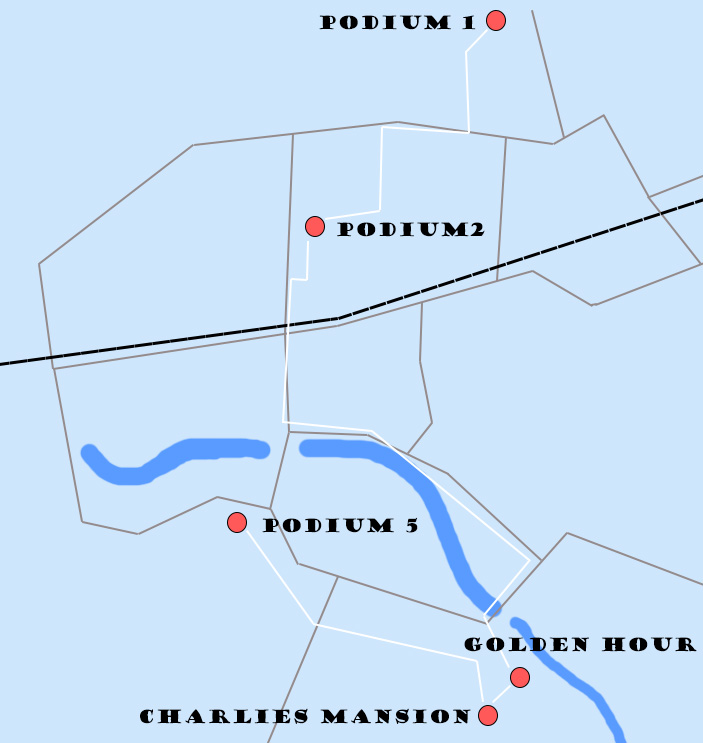 PODIUM 1
PODIUM2
PODIUM 5
GOLDEN HOUR
CHARLIES MANSION